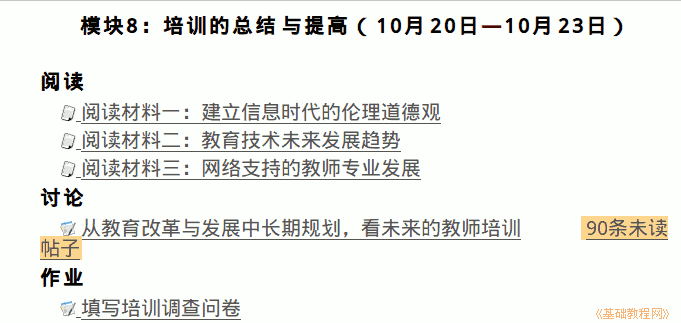 模块8：培训的总结与提高（10月20日—10月23日）
阅读
阅读材料一：建立信息时代的伦理道德观
阅读材料二：教育技术未来发展趋势
阅读材料三：网络支持的教师专业发展
讨论
从教育改革与发展中长期规划，看未来的教师培训 90条未读
帖子
作业
填写培训调查问卷
《基础教程网》